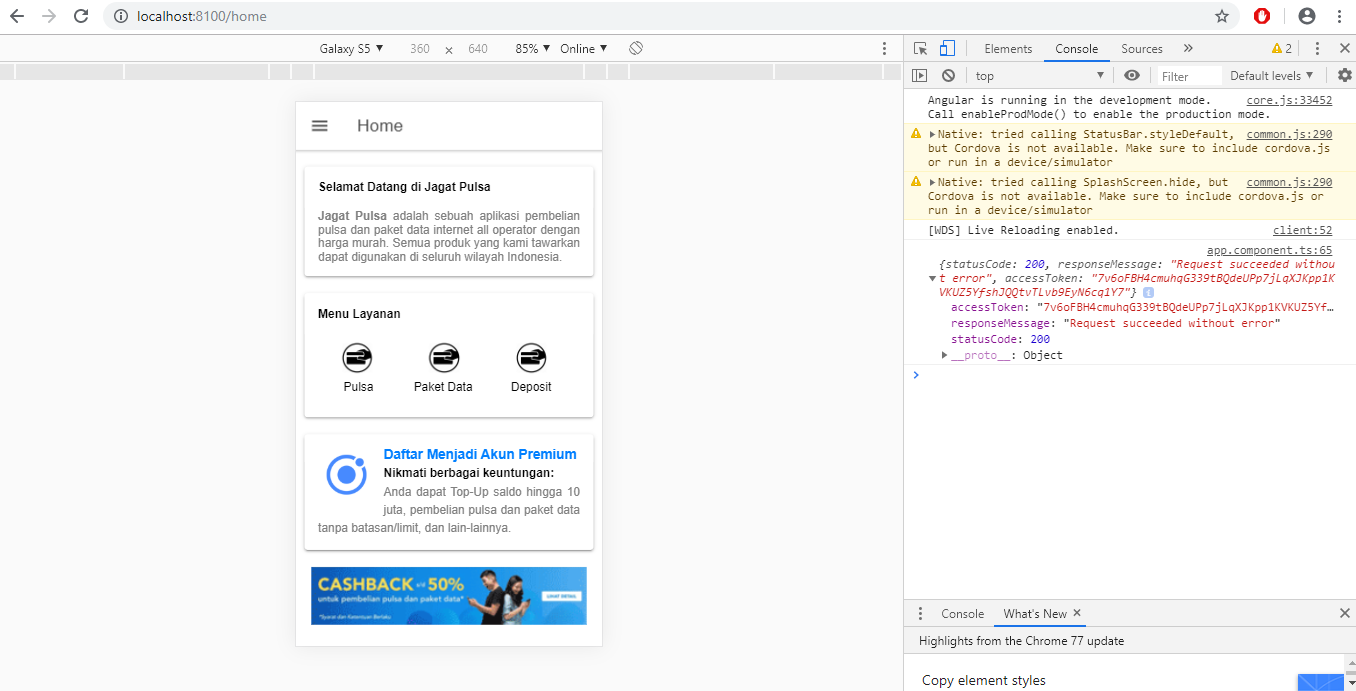 localhost:8100/home
Galaxy S5 ▼ 360 × 640 85% ▼ Online ▼
Elements Console Sources » 2
top ▼ Filter Default levels ▼
Home
Selamat Datang di Jagat Pulsa
Jagat Pulsa adalah sebuah aplikasi pembelian
pulsa dan paket data internet all operator dengan
harga murah. Semua produk yang kami tawarkan
dapat digunakan di seluruh wilayah Indonesia.
Menu Layanan
Pulsa Paket Data Deposit
Daftar Menjadi Akun Premium
Nikmati berbagai keuntungan:
Anda dapat Top-Up saldo hingga 10
juta, pembelian pulsa dan paket data
tanpa batasan/limit, dan lain-lainnya.
CASHBACK s/d 50%
untuk pembelian pulsa dan paket data*
LIHAT DETAIL
*Syarat dan Ketentuan Berlaku
Angular is running in the development mode. core.js:33452
Call enableProdMode() to enable the production mode.
Native: tried calling StatusBar.styleDefault, common.js:290
but Cordova is not available. Make sure to include cordova.js
or run in a device/simulator
Native: tried calling SplashScreen.hide, but common.js:290
Cordova is not available. Make sure to include cordova.js or
run in a device/simulator
[WDS] Live Reloading enabled. client:52
app.component.ts:65
{statusCode: 200, responseMessage: "Request succeeded withou
t error", accessToken: "7v6oFBH4cmuhqG339tBQdeUPp7jLqXJKpp1K
VKUZ5YfshJQQtvTLvb9EyN6cq1Y7"}
accessToken: "7v6oFBH4cmuhqG339tBQdeUPp7jLqXJKpp1KVKUZ5Yf…
responseMessage: "Request succeeded without error"
statusCode: 200
__proto__: Object
Console What's New ×
Highlights from the Chrome 77 update
Copy element styles